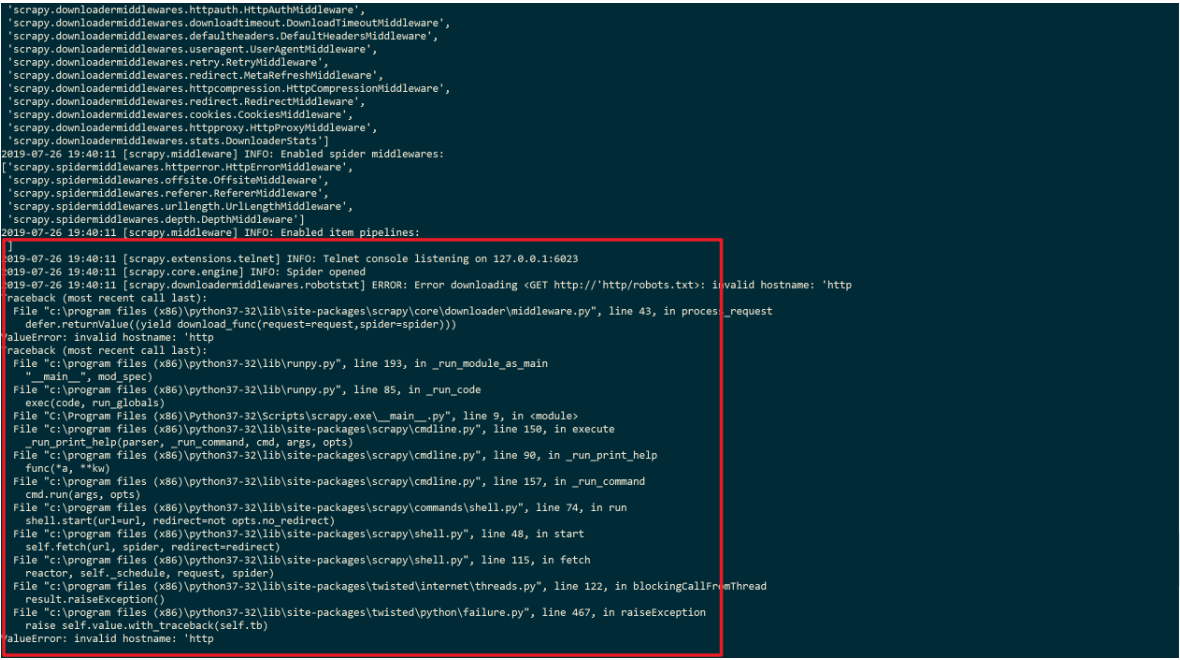 'scrapy.downloadermiddlewares.httpauth.HttpAuthMiddleware',
'scrapy.downloadermiddlewares.downloadtimeout.DownloadTimeoutMiddleware',
'scrapy.downloadermiddlewares.defaultheaders.DefaultHeadersMiddleware',
'scrapy.downloadermiddlewares.useragent.UserAgentMiddleware',
'scrapy.downloadermiddlewares.retry.RetryMiddleware',
'scrapy.downloadermiddlewares.redirect.MetaRefreshMiddleware',
'scrapy.downloadermiddlewares.httpcompression.HttpCompressionMiddleware',
'scrapy.downloadermiddlewares.redirect.RedirectMiddleware',
'scrapy.downloadermiddlewares.cookies.CookiesMiddleware',
'scrapy.downloadermiddlewares.httpproxy.HttpProxyMiddleware',
'scrapy.downloadermiddlewares.stats.DownloaderStats']
2019-07-26 19:40:11 [scrapy.middleware] INFO: Enabled spider middlewares:
['scrapy.spidermiddlewares.httperror.HttpErrorMiddleware',
'scrapy.spidermiddlewares.offsite.OffsiteMiddleware',
'scrapy.spidermiddlewares.referer.RefererMiddleware',
'scrapy.spidermiddlewares.urllength.UrlLengthMiddleware',
'scrapy.spidermiddlewares.depth.DepthMiddleware']
2019-07-26 19:40:11 [scrapy.middleware] INFO: Enabled item pipelines:
[]
2019-07-26 19:40:11 [scrapy.extensions.telnet] INFO: Telnet console listening on 127.0.0.1:6023
2019-07-26 19:40:11 [scrapy.core.engine] INFO: Spider opened
2019-07-26 19:40:11 [scrapy.downloadermiddlewares.robotstxt] ERROR: Error downloading <GET http://'http/robots.txt>: invalid hostname: 'http
Traceback (most recent call last):
File "c:\program files (x86)\python37-32\lib\site-packages\scrapy\core\downloader\middleware.py", line 43, in process_request
defer.returnValue((yield download_func(request=request,spider=spider)))
ValueError: invalid hostname: 'http
Traceback (most recent call last):
File "c:\program files (x86)\python37-32\lib\runpy.py", line 193, in _run_module_as_main
"__main__", mod_spec)
File "c:\program files (x86)\python37-32\lib\runpy.py", line 85, in _run_code
exec(code, run_globals)
File "C:\Program Files (x86)\Python37-32\Scripts\scrapy.exe\__main__.py", line 9, in <module>
File "c:\program files (x86)\python37-32\lib\site-packages\scrapy\cmdline.py", line 150, in execute
_run_print_help(parser, _run_command, cmd, args, opts)
File "c:\program files (x86)\python37-32\lib\site-packages\scrapy\cmdline.py", line 90, in _run_print_help
func(*a, **kw)
File "c:\program files (x86)\python37-32\lib\site-packages\scrapy\cmdline.py", line 157, in _run_command
cmd.run(args, opts)
File "c:\program files (x86)\python37-32\lib\site-packages\scrapy\commands\shell.py", line 74, in run
shell.start(url=url, redirect=not opts.no_redirect)
File "c:\program files (x86)\python37-32\lib\site-packages\scrapy\shell.py", line 48, in start
self.fetch(url, spider, redirect=redirect)
File "c:\program files (x86)\python37-32\lib\site-packages\scrapy\shell.py", line 115, in fetch
reactor, self._schedule, request, spider)
File "c:\program files (x86)\python37-32\lib\site-packages\twisted\internet\threads.py", line 122, in blockingCallFromThread
result.raiseException()
File "c:\program files (x86)\python37-32\lib\site-packages\twisted\python\failure.py", line 467, in raiseException
raise self.value.with_traceback(self.tb)
ValueError: invalid hostname: 'http